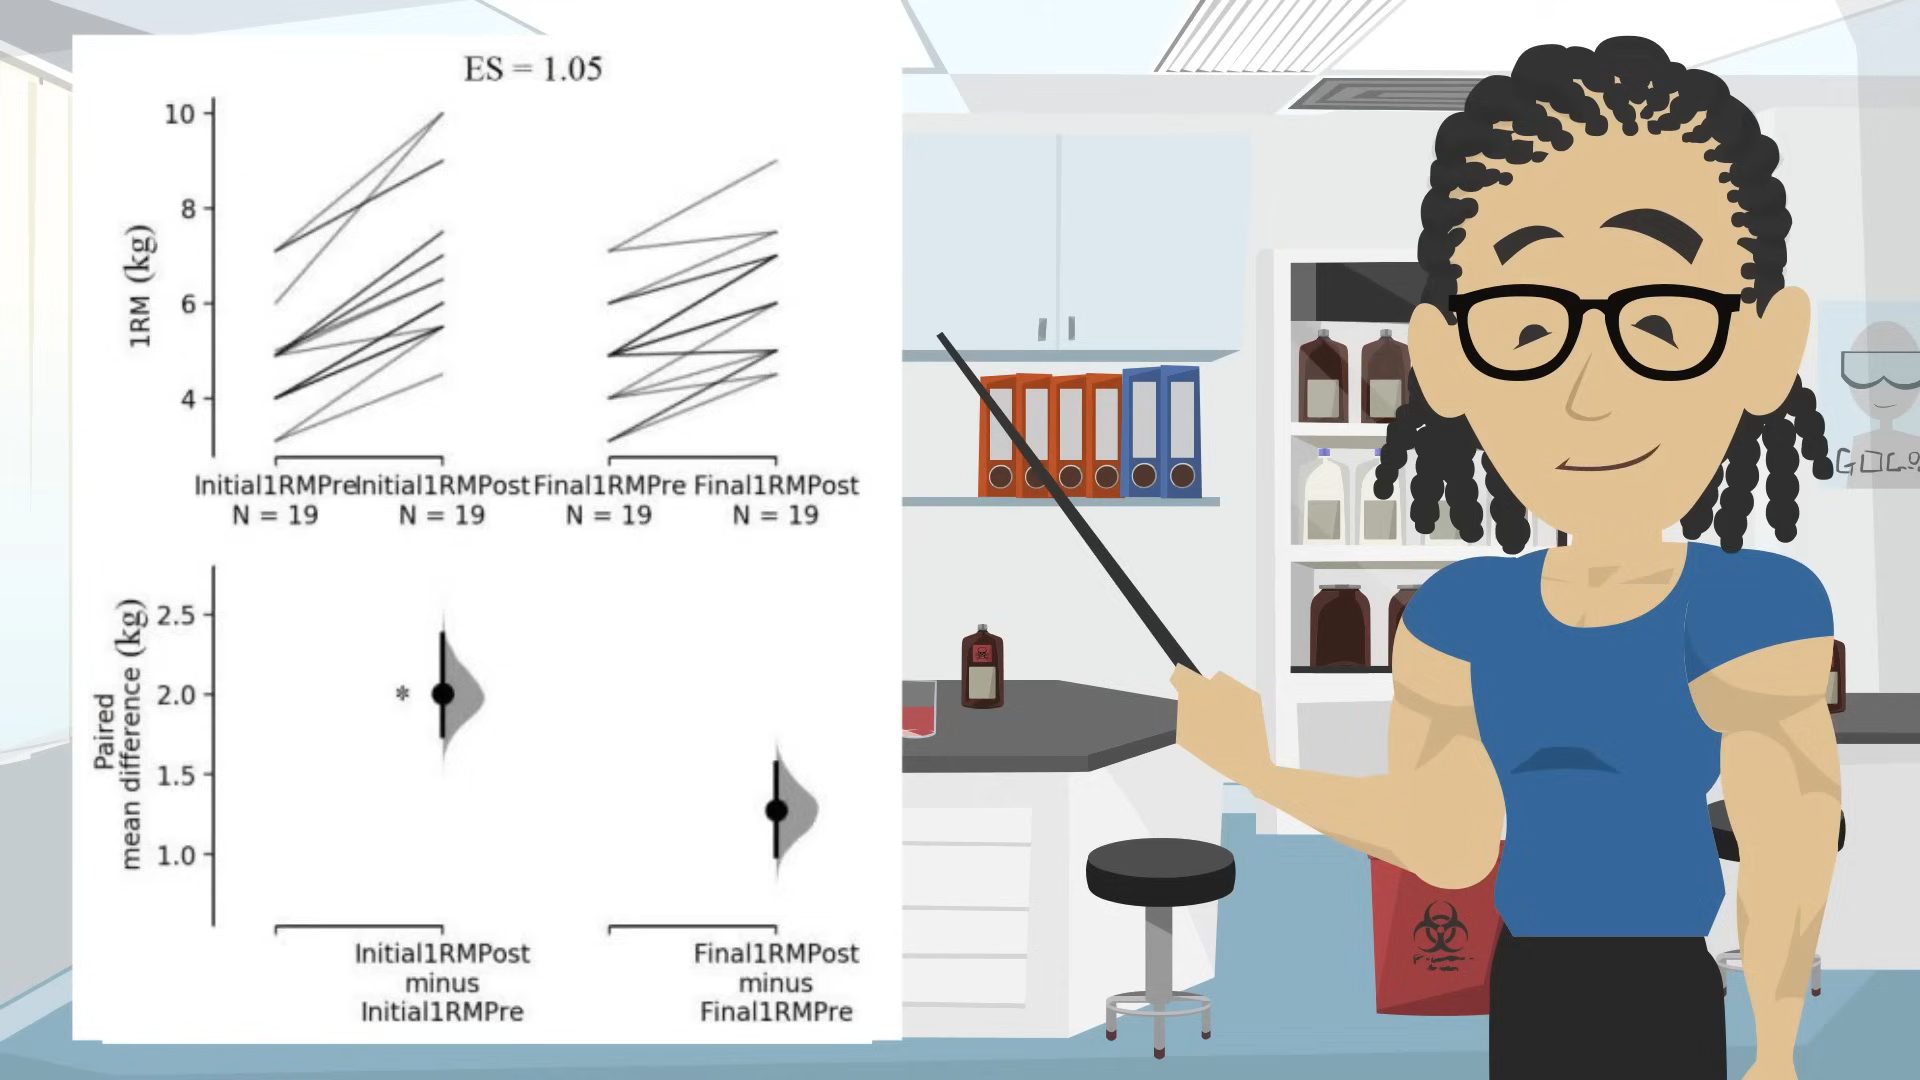 ES = 1.05
10
8
6
4
1RM (kg)
Initial1RMPre Initial1RMPost Final1RMPre Final1RMPost
N = 19 N = 19 N = 19 N = 19
2.5
2.0
1.5
1.0
Paired
mean difference (kg)
*
Initial1RMPost Final1RMPost
minus minus
Initial1RMPre Final1RMPre